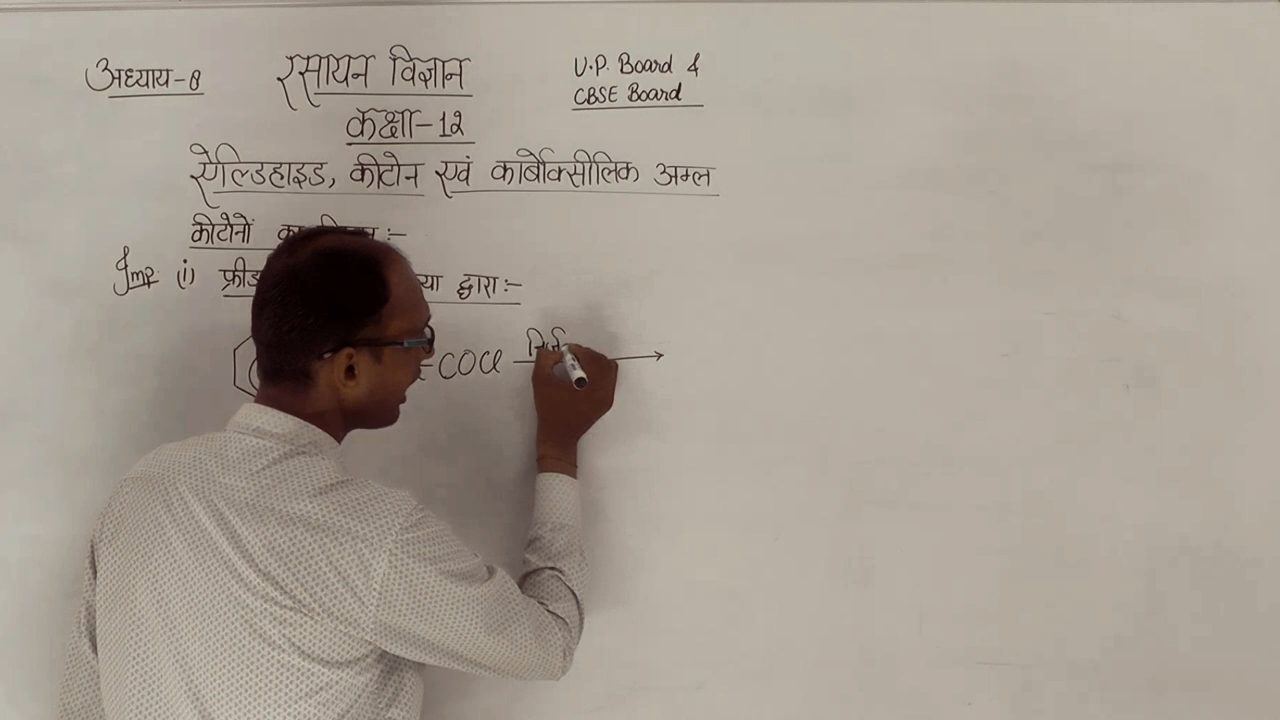 अध्याय-8 रसायन विज्ञान U.P. Board &
कक्षा-12 CBSE Board
ऐल्डिहाइड, कीटोन एवं कार्बोक्सीलिक अम्ल
कीटोनों :-
Imp (i) द्वारा :-
-COCl